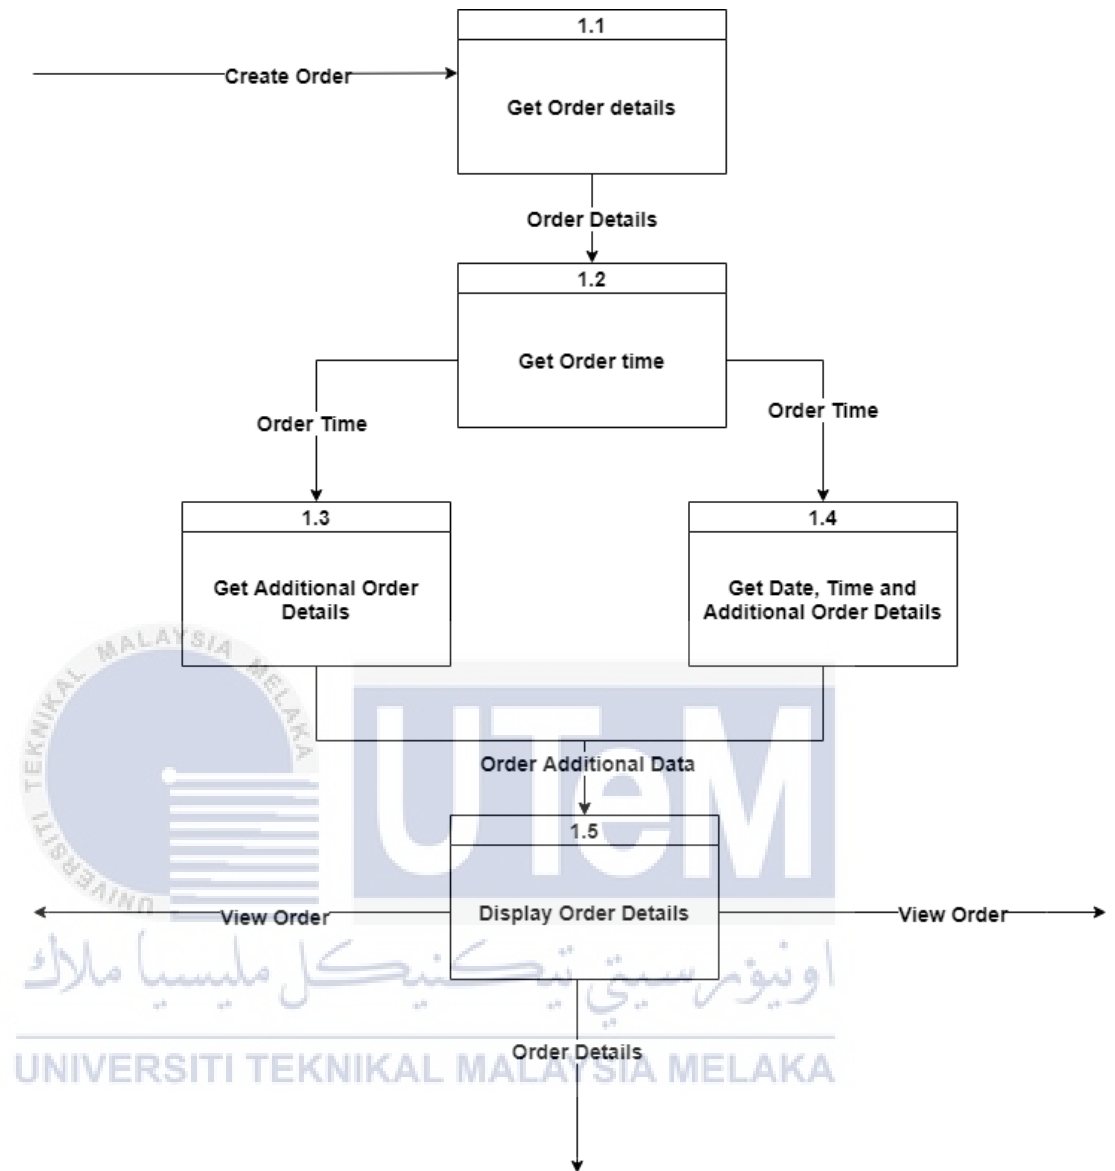 1.1
Create Order
Get Order details
Order Details
1.2
Get Order time
Order Time
Order Time
1.3
1.4
Get Additional Order
Details
Get Date, Time and
Additional Order Details
UNIVERSITI TEKNIKAL MALAYSIA MELAKA
UTeM
Order Additional Data
1.5
View Order
Display Order Details
View Order
اونيۏرسيتي تيكنيكل مليسيا ملاك
Order Details
UNIVERSITI TEKNIKAL MALAYSIA MELAKA